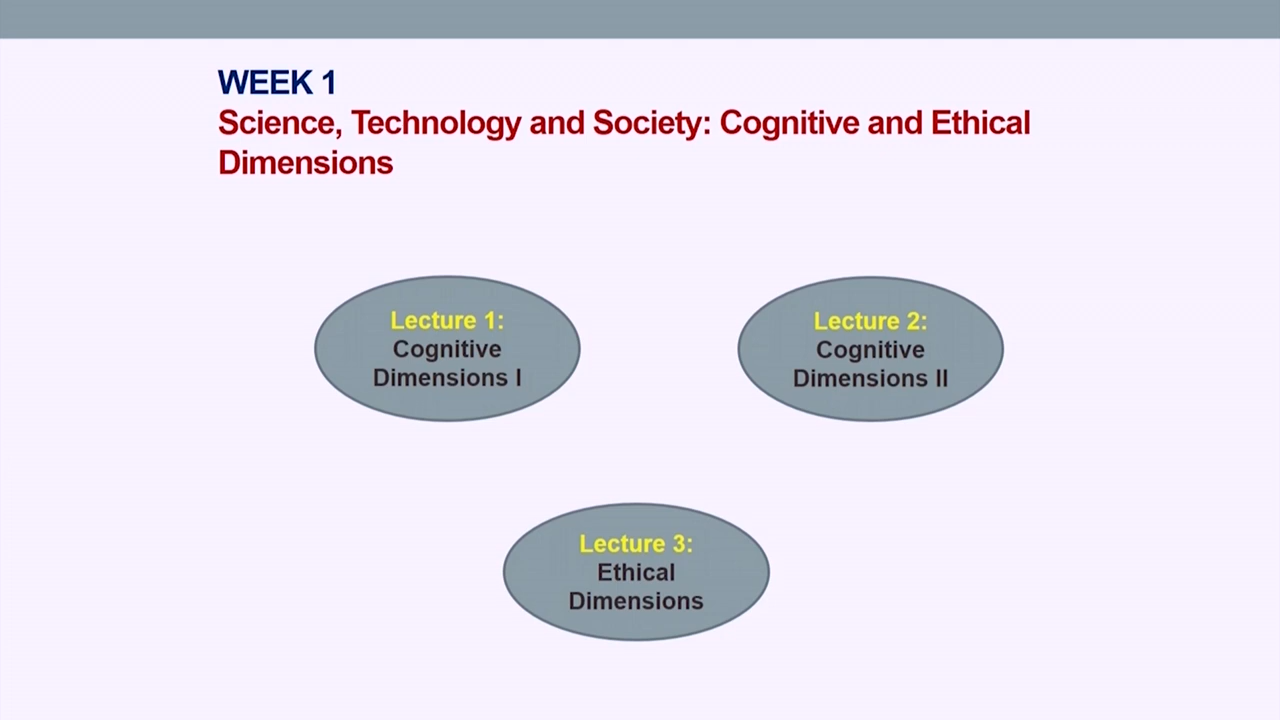 WEEK 1
Science, Technology and Society: Cognitive and Ethical
Dimensions
Lecture 1:
Cognitive
Dimensions I
Lecture 2:
Cognitive
Dimensions II
Lecture 3:
Ethical
Dimensions